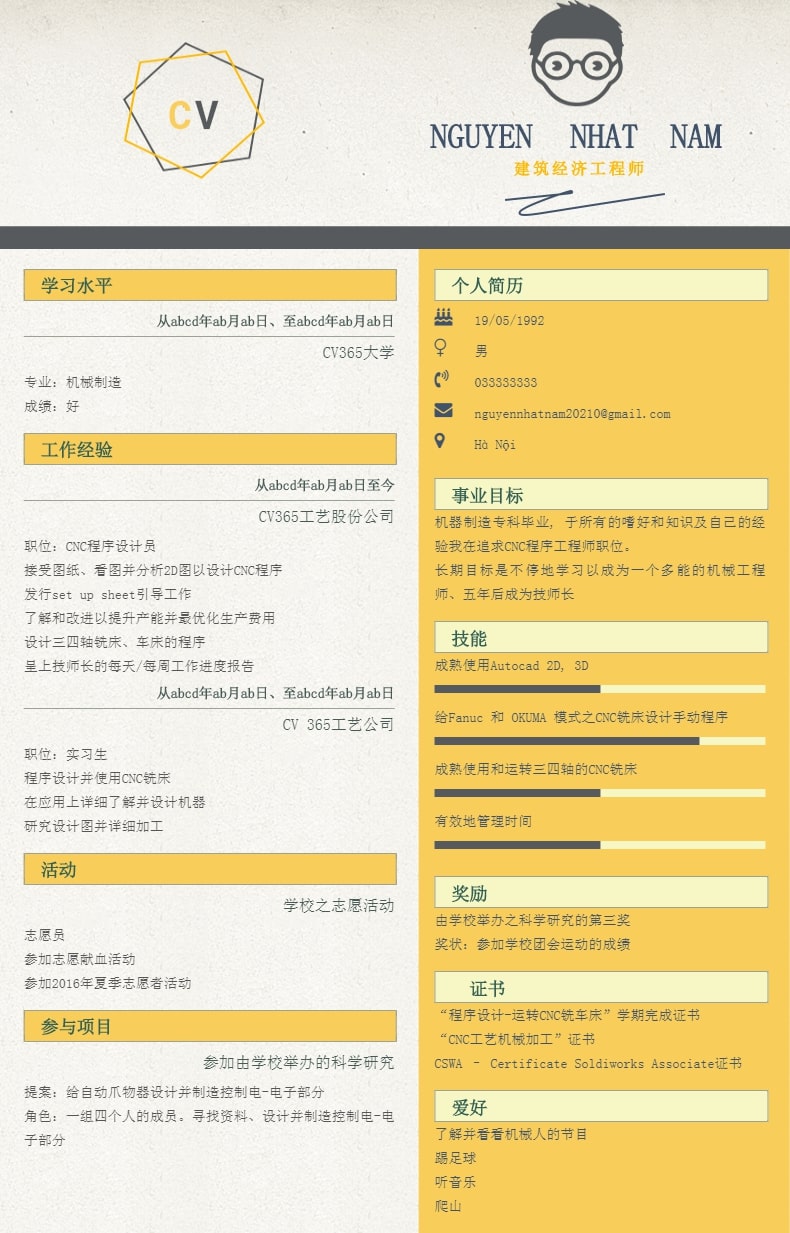 CV
NGUYEN NHAT NAM
建筑经济工程师
学习水平
从abcd年ab月ab日、至abcd年ab月ab日
CV365大学
专业: 机械制造
成绩: 好
工作经验
从abcd年ab月ab日至今
CV365工艺股份公司
职位: CNC程序设计员
接受图纸、看图并分析2D图以设计CNC程序
发行set up sheet引导工作
了解和改进以提升产能并最优化生产费用
设计三四轴铣床、车床的程序
呈上技师长的每天/每周工作进度报告
从abcd年ab月ab日、至abcd年ab月ab日
CV 365工艺公司
职位: 实习生
程序设计并使用CNC铣床
在应用上详细了解并设计机器
研究设计图并详细加工
活动
学校之志愿活动
志愿员
参加志愿献血活动
参加2016年夏季志愿者活动
参与项目
参加由学校举办的科学研究
提案: 给自动爪物器设计并制造控制电-电子部分
角色: 一组四个人的成员。寻找资料、设计并制造控制电-电
子部分
个人简历
19/05/1992
男
033333333
nguyennhatnam20210@gmail.com
Hà Nội
事业目标
机器制造专科毕业, 于所有的嗜好和知识及自己的经
验我在追求CNC程序工程师职位。
长期目标是不停地学习以成为一个多能的机械工程
师、五年后成为技师长
技能
成熟使用Autocad 2D, 3D
给Fanuc 和 OKUMA 模式之CNC铣床设计手动程序
成熟使用和运转三四轴的CNC铣床
有效地管理时间
奖励
由学校举办之科学研究的第三奖
奖状: 参加学校团会运动的成绩
证书
“程序设计-运转CNC铣车床”学期完成证书
“CNC工艺机械加工”证书
CSWA – Certificate Soldiworks Associate证书
爱好
了解并看看机械人的节目
踢足球
听音乐
爬山